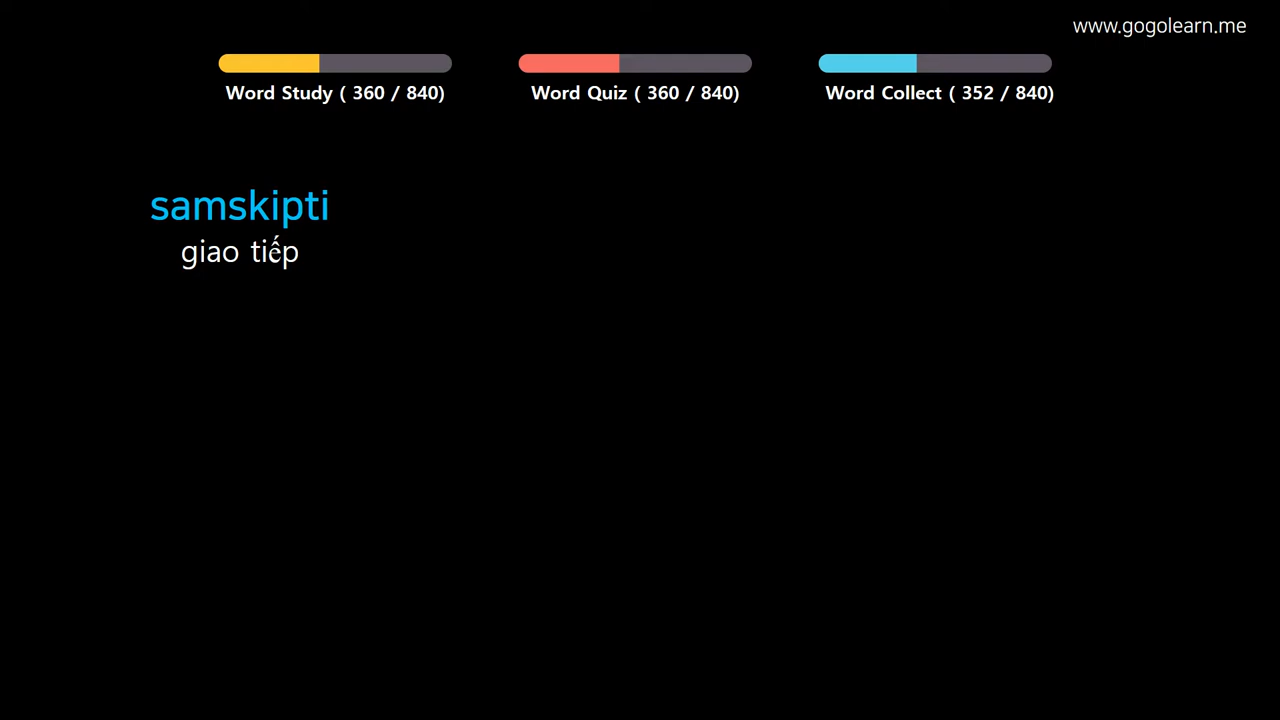 www.gogolearn.me
Word Study ( 360 / 840)
Word Quiz ( 360 / 840)
Word Collect ( 352 / 840)
samskipti
giao tiếp